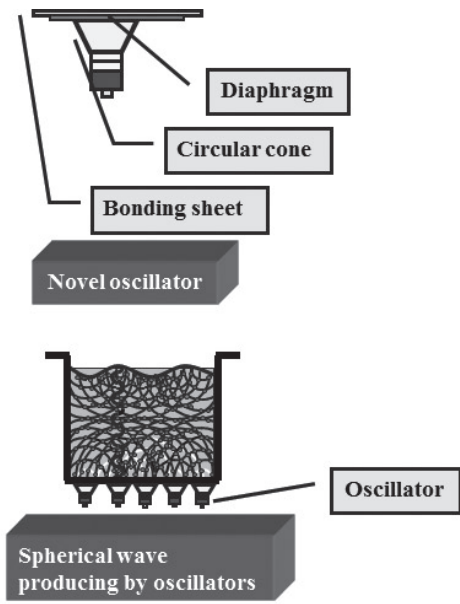 Diaphragm
Circular cone
Bonding sheet
Novel oscillator
Oscillator
Spherical wave
producing by oscillators